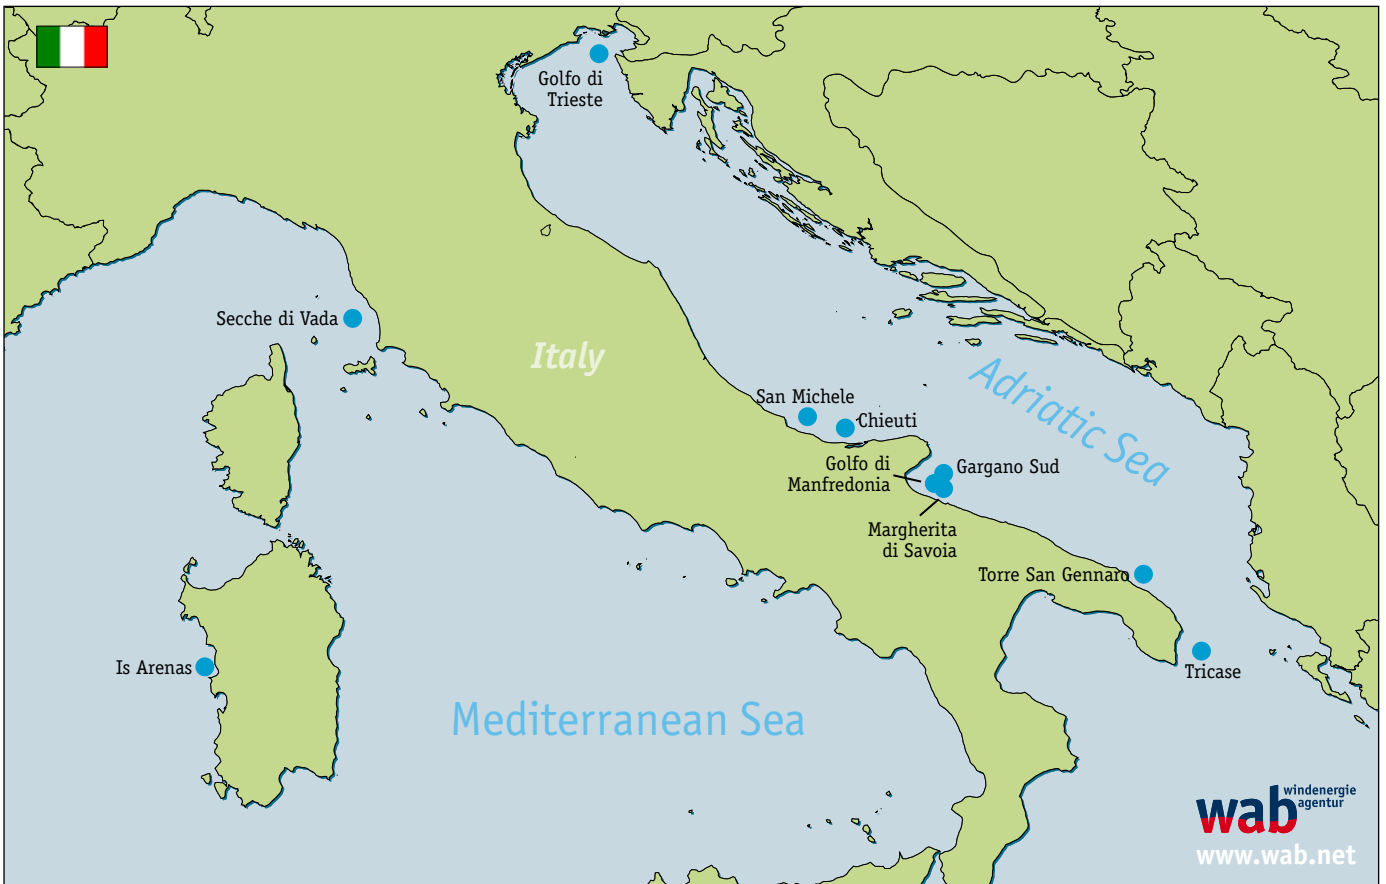 Golfo di
Trieste
Secche di Vada
Italy
Adriatic Sea
San Michele
Chieuti
Golfo di
Manfredonia
Gargano Sud
Margherita
di Savoia
Torre San Gennaro
Is Arenas
Tricase
Mediterranean Sea
wab windenergie
agentur
www.wab.net